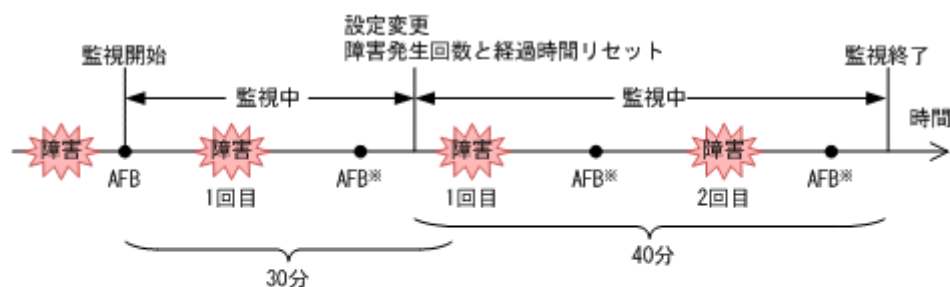 設定変更
障害発生回数と経過時間リセット
監視開始
監視終了
監視中
監視中
時間
障害
障害
障害
障害
AFB
1回目
AFB※
1回目
AFB※
2回目
AFB※
30分
40分